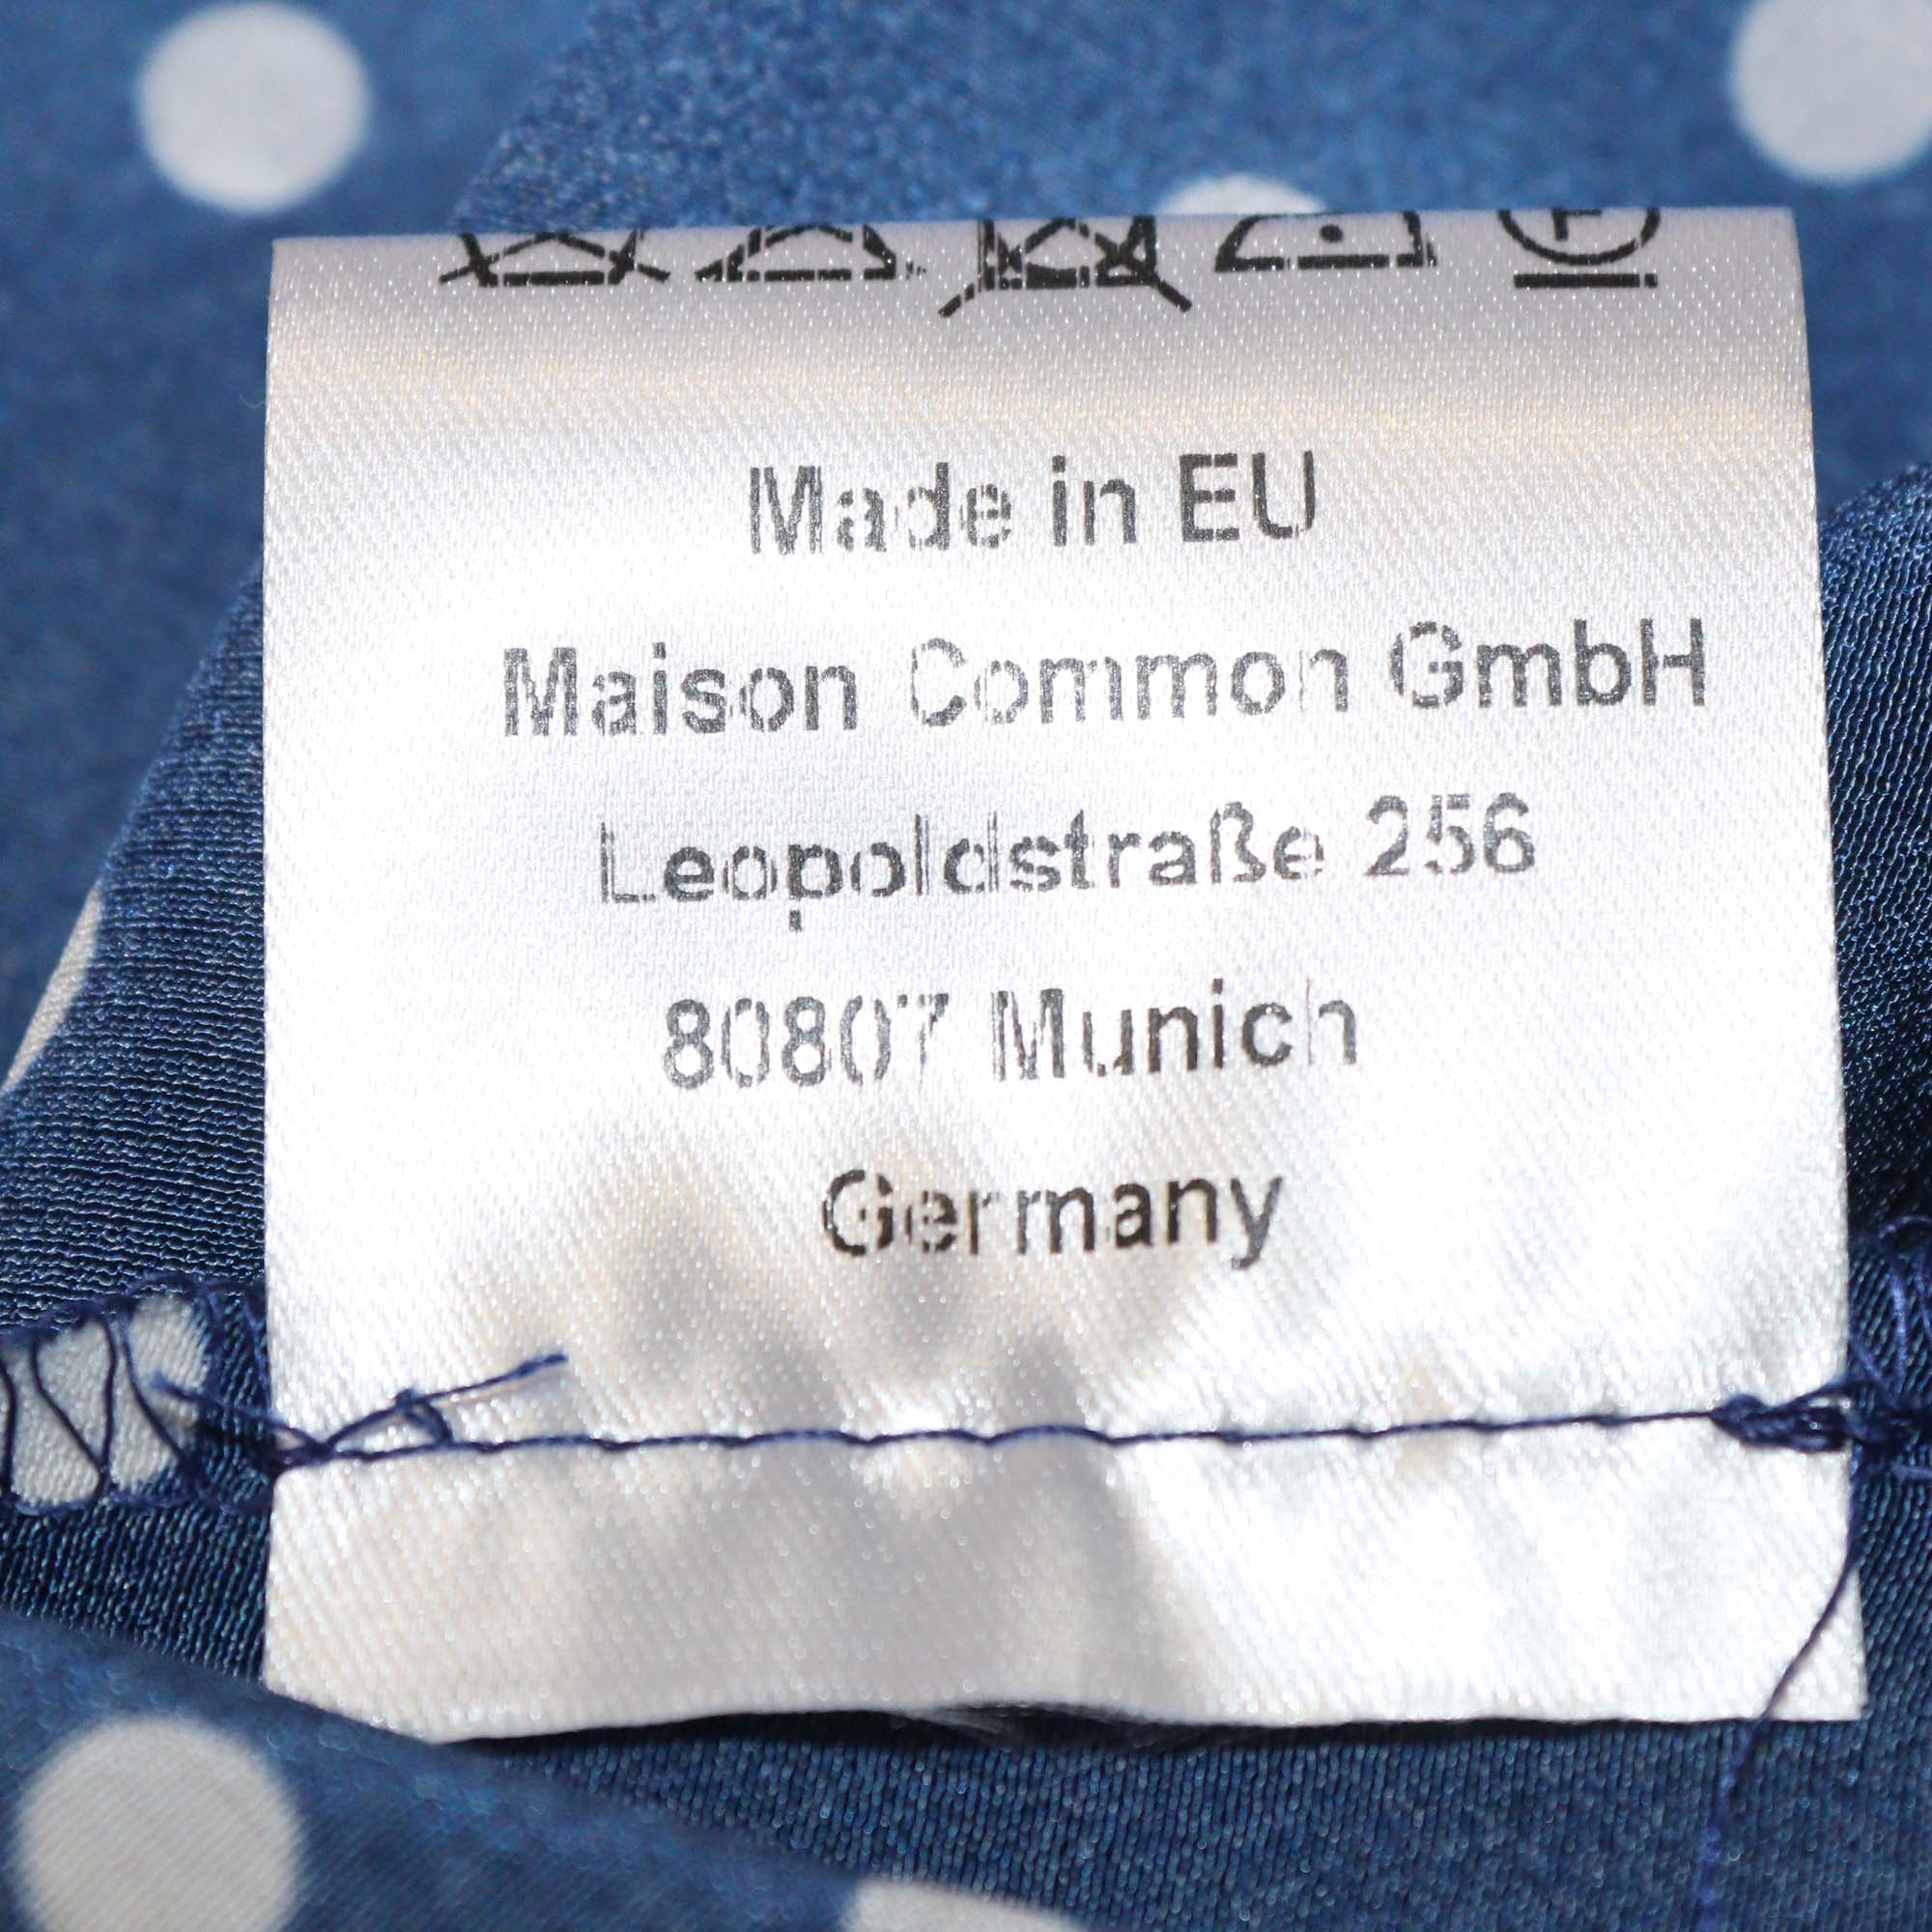 Made in EU
Maison Common GmbH
Leopoldstraße 256
80807 Munich
Germany